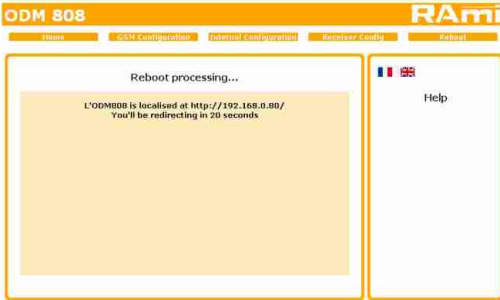 ODM 808
RAmi
Home GSM Configuration Internal Configuration Receiver Config Reboot
Reboot processing...
L'ODM808 is localised at http://192.168.0.80/
You'll be redirecting in 20 seconds
Help